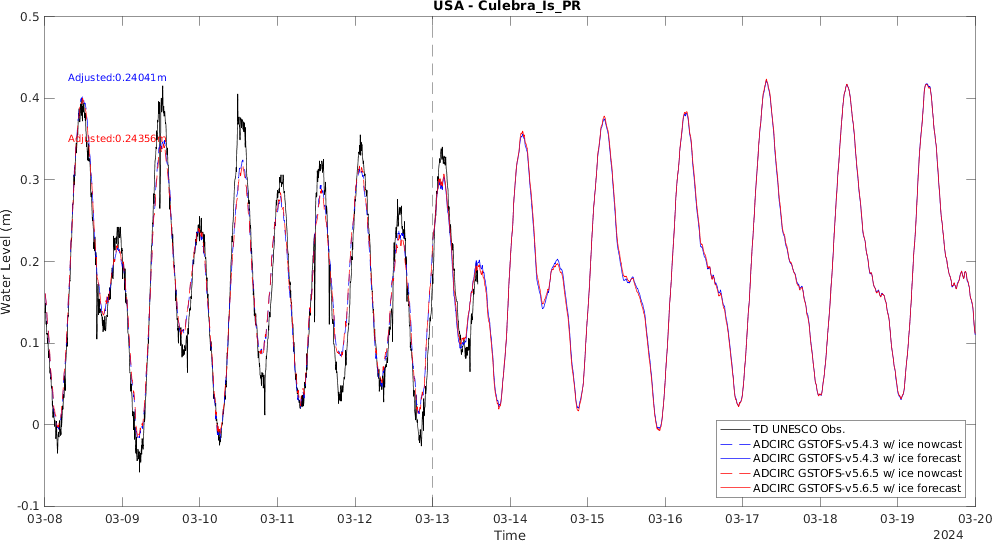 USA - Culebra_Is_PR
Water Level (m)
0.5
0.4
0.3
0.2
0.1
0
-0.1
Adjusted:0.24041m
Adjusted:0.24356m
TD UNESCO Obs.
ADCIRC GSTOFS-v5.4.3 w/ ice nowcast
ADCIRC GSTOFS-v5.4.3 w/ ice forecast
ADCIRC GSTOFS-v5.6.5 w/ ice nowcast
ADCIRC GSTOFS-v5.6.5 w/ ice forecast
03-08 03-09 03-10 03-11 03-12 03-13 03-14 03-15 03-16 03-17 03-18 03-19 03-20
Time
2024